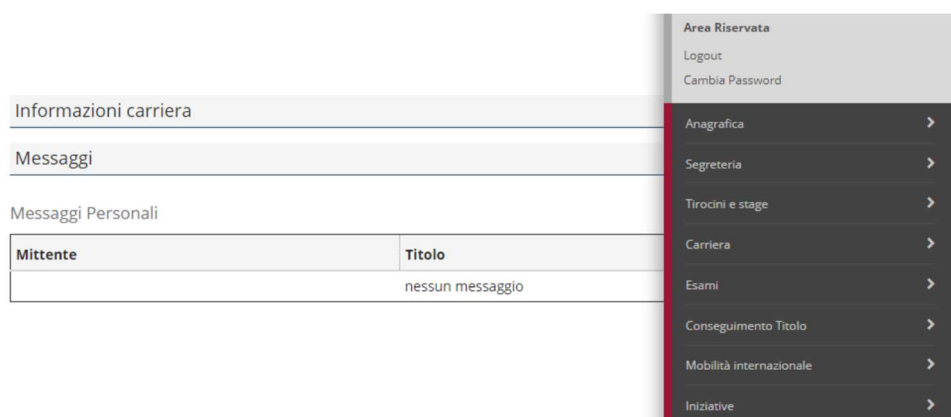 Area Riservata
Logout
Cambia Password
Informazioni carriera
Messaggi
Messaggi Personali
Mittente Titolo
nessun messaggio
Anagrafica
Segreteria
Tirocini e stage
Carriera
Esami
Conseguimento Titolo
Mobilità internazionale
Iniziative